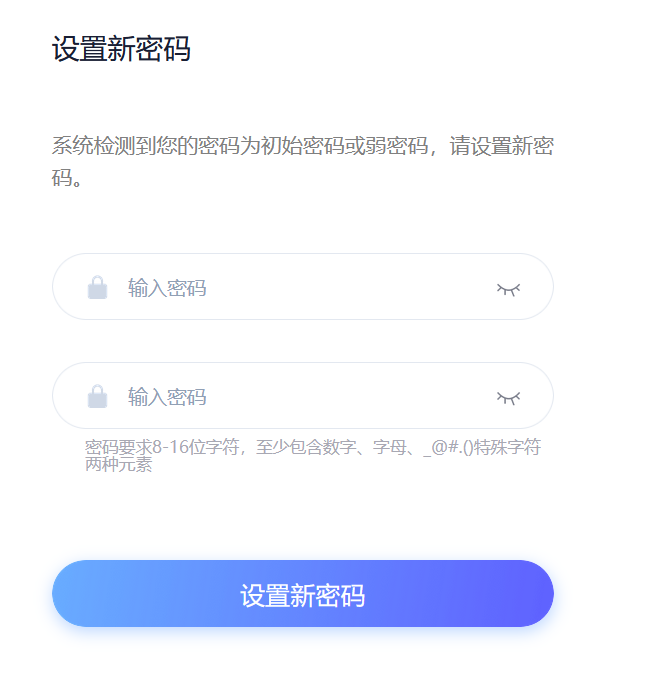 设置新密码
系统检测到您的密码为初始密码或弱密码，请设置新密
码。
输入密码
输入密码
密码要求8-16位字符，至少包含数字、字母、_@#.()特殊字符
两种元素
设置新密码